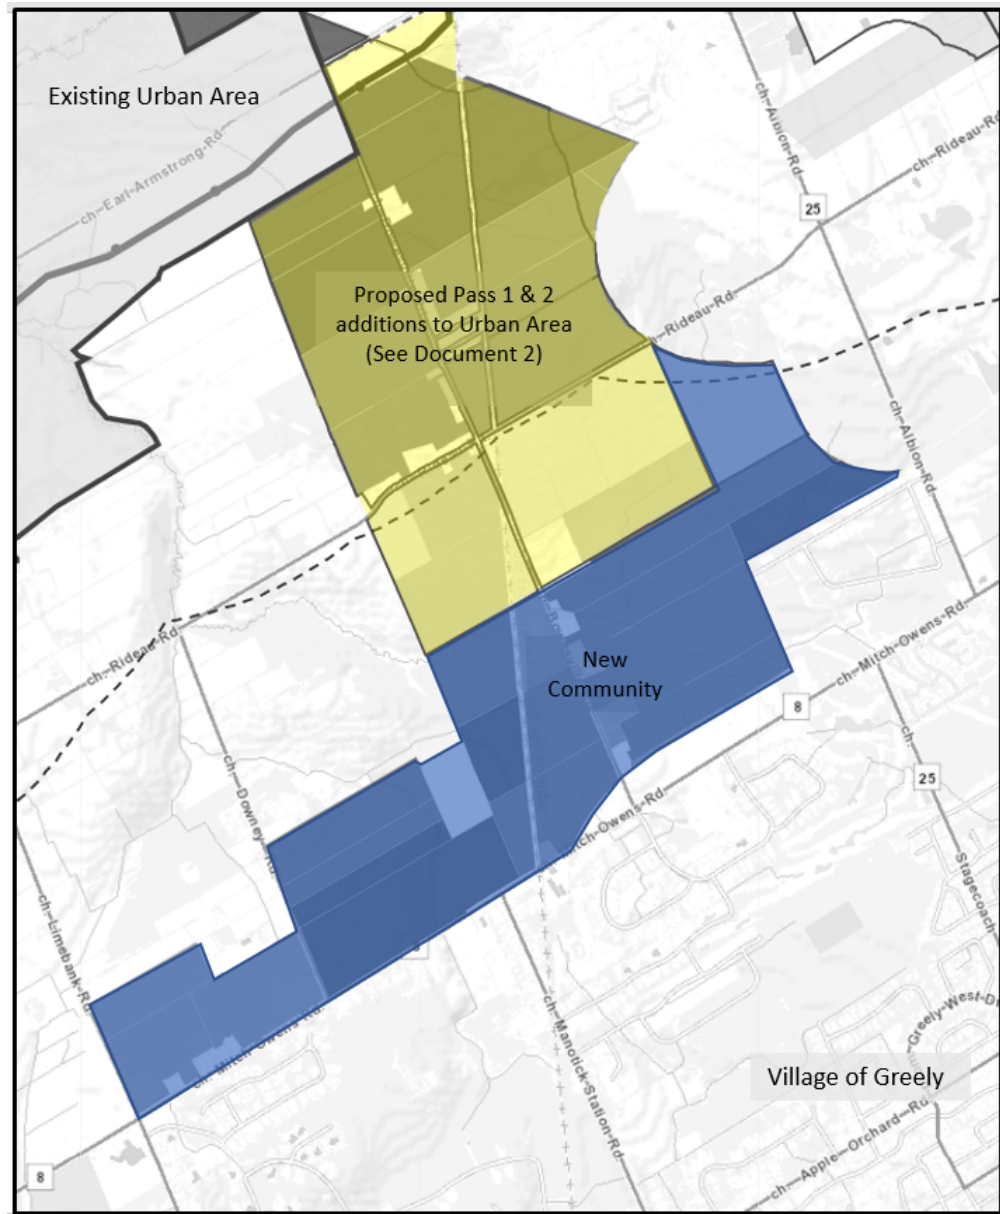 Existing Urban Area
ch.-Earl-Armstrong-Rd.
ch.-Albion-Rd.
ch.-Rideau-Rd.
25
Proposed Pass 1 & 2
additions to Urban Area
(See Document 2)
ch.-Rideau-Rd.
ch.-Albion-Rd.
ch.-Rideau-Rd.
New
Community
ch.-Mitch-Owens-Rd.
8
ch.
25
ch.-Downey-Rd.
Mitch-Owens-Rd.
Stagecoach
ch.-Limebank-Rd.
ch.-Manotick-Station-Rd.
Greely-West-D
ch. Mitch-Owens-Rd.
Village of Greely
ch.-Apple-Orchard-Rd.
8